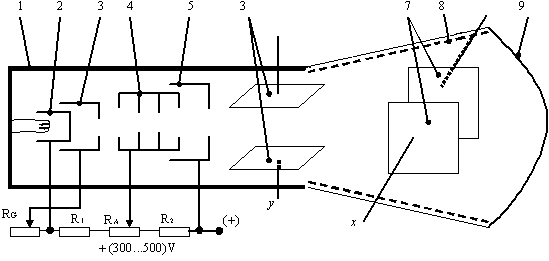 1 2 3 4 5 3 7 8 9
y
x
RG R1 RA R2 (+)
+(300...500)V